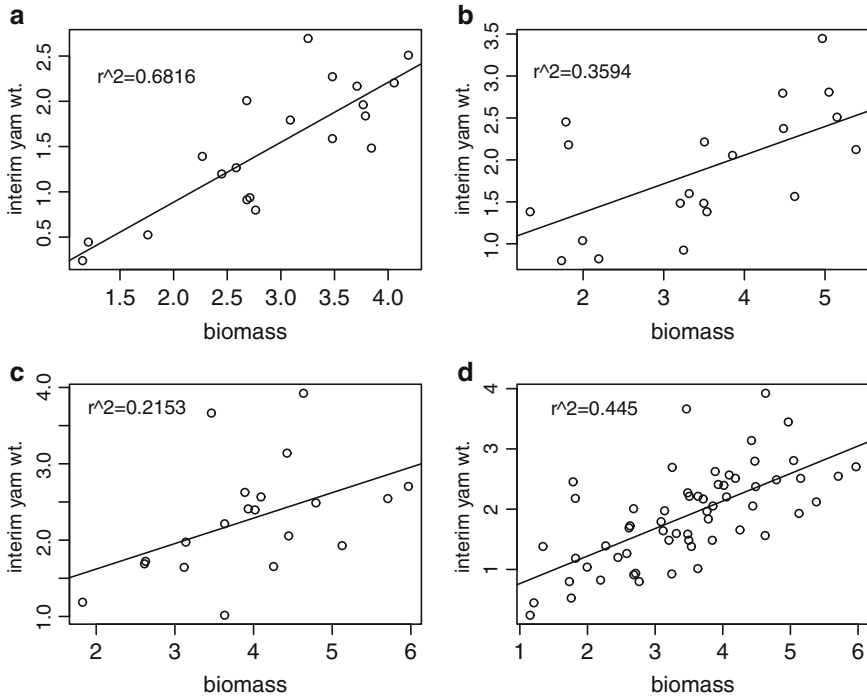 a
r^2=0.6816
interim yam wt.
0.5 1.0 1.5 2.0 2.5
1.5 2.0 2.5 3.0 3.5 4.0
biomass
b
r^2=0.3594
interim yam wt.
1.0 1.5 2.0 2.5 3.0 3.5
2 3 4 5
biomass
c
r^2=0.2153
interim yam wt.
1.0 2.0 3.0 4.0
2 3 4 5 6
biomass
d
r^2=0.445
interim yam wt.
1 2 3 4
1 2 3 4 5 6
biomass